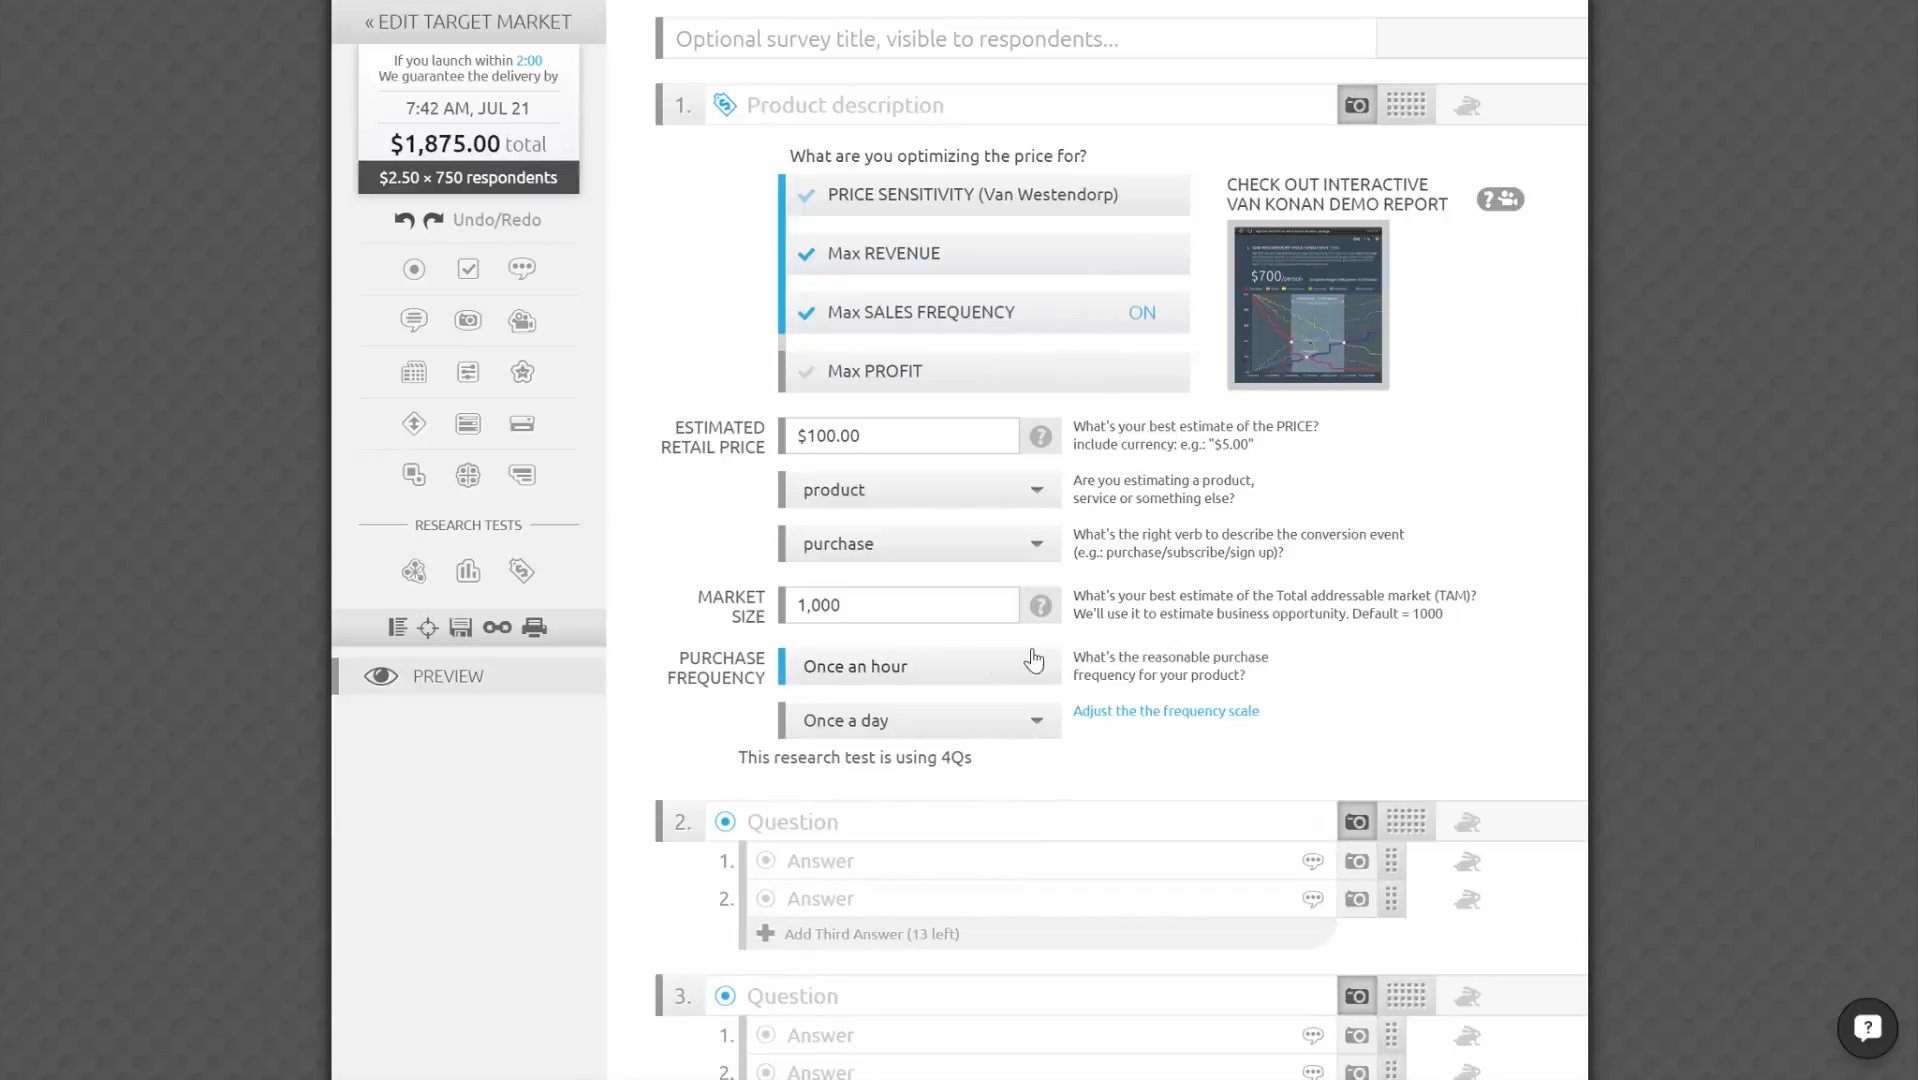 « EDIT TARGET MARKET
If you launch within 2:00
We guarantee the delivery by
7:42 AM, JUL 21
$1,875.00 total
$2.50 × 750 respondents
Undo/Redo
RESEARCH TESTS
PREVIEW
Optional survey title, visible to respondents...
1. Product description
What are you optimizing the price for?
PRICE SENSITIVITY (Van Westendorp)
Max REVENUE
Max SALES FREQUENCY ON
Max PROFIT
CHECK OUT INTERACTIVE
VAN KONAN DEMO REPORT
$700/person
ESTIMATED
RETAIL PRICE
$100.00
What's your best estimate of the PRICE?
include currency: e.g.: "$5.00"
product
Are you estimating a product,
service or something else?
purchase
What's the right verb to describe the conversion event
(e.g.: purchase/subscribe/sign up)?
MARKET
SIZE
1,000
What's your best estimate of the Total addressable market (TAM)?
We'll use it to estimate business opportunity. Default = 1000
PURCHASE
FREQUENCY
Once an hour
What's the reasonable purchase
frequency for your product?
Once a day
Adjust the the frequency scale
This research test is using 4Qs
2. Question
1. Answer
2. Answer
Add Third Answer (13 left)
3. Question
1. Answer
2. Answer